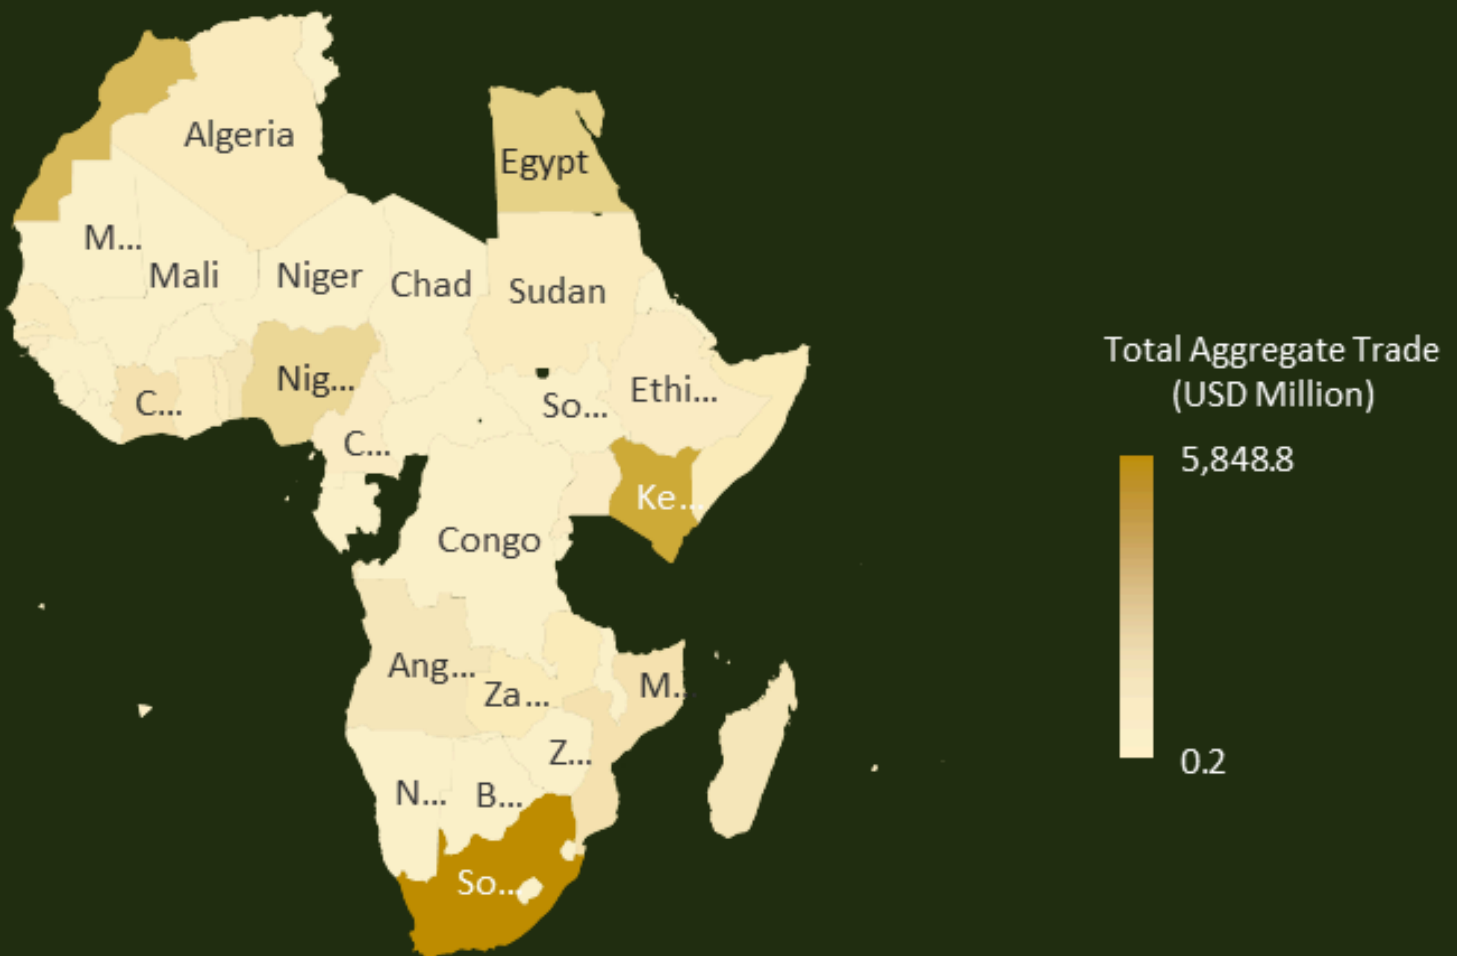 Algeria
Egypt
M...
Mali
Niger
Chad
Sudan
Nig...
C...
So...
Ethi...
C...
Ke...
Congo
Ang...
Za...
M...
Z...
N...
B...
So...
Total Aggregate Trade
(USD Million)
5,848.8
0.2